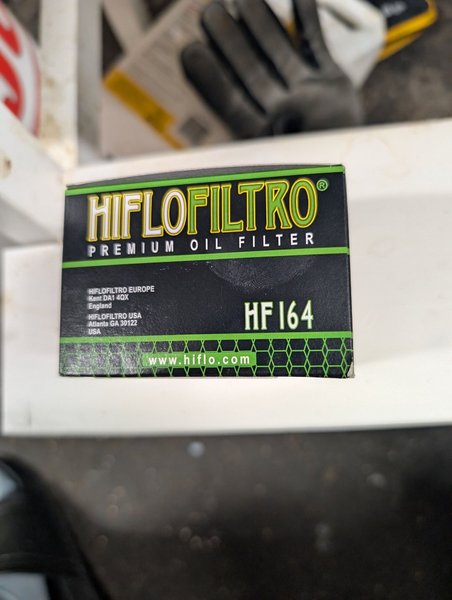 HIFLOFILTRO®
PREMIUM OIL FILTER
HIFLOFILTRO EUROPE
Kent DA1 4QX
England
HIFLOFILTRO USA
Atlanta GA 30122
USA
HF164
www.hiflo.com